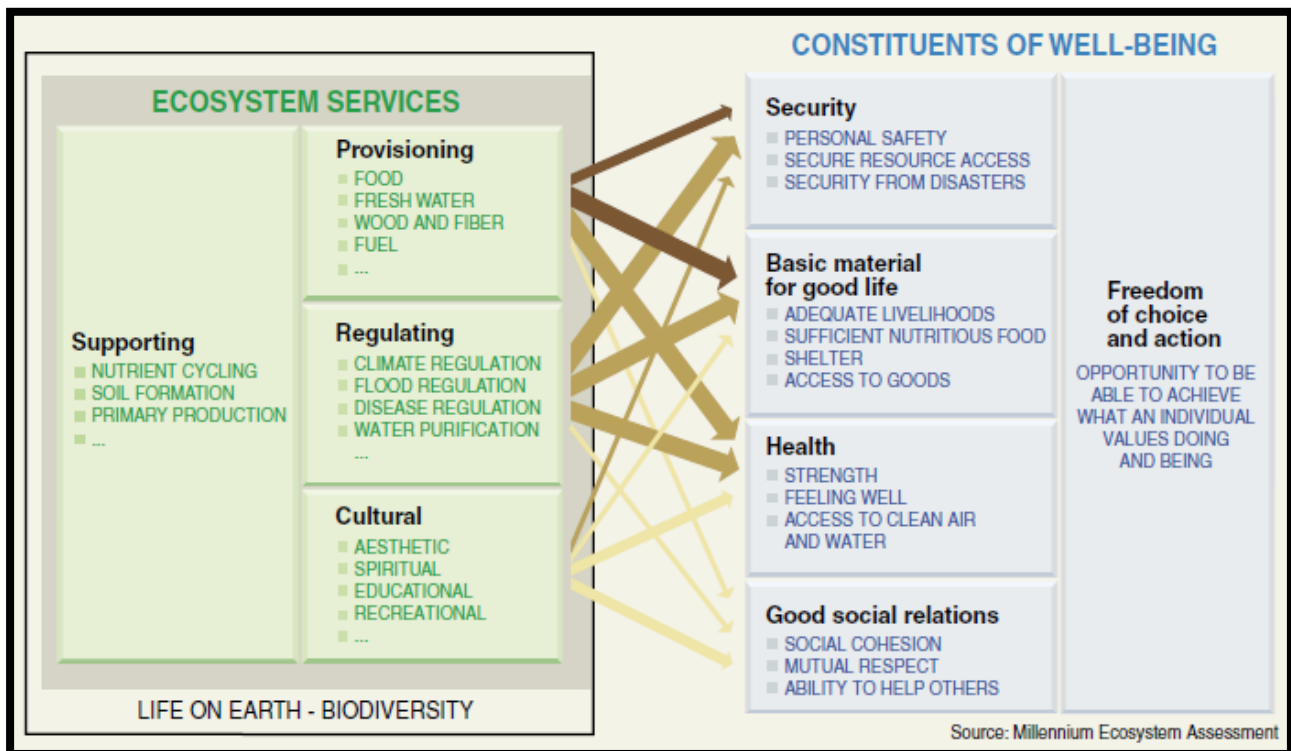 CONSTITUENTS OF WELL-BEING
ECOSYSTEM SERVICES
Supporting
NUTRIENT CYCLING
SOIL FORMATION
PRIMARY PRODUCTION
...
Provisioning
FOOD
FRESH WATER
WOOD AND FIBER
FUEL
...
Regulating
CLIMATE REGULATION
FLOOD REGULATION
DISEASE REGULATION
WATER PURIFICATION
...
Cultural
AESTHETIC
SPIRITUAL
EDUCATIONAL
RECREATIONAL
...
LIFE ON EARTH - BIODIVERSITY
Security
PERSONAL SAFETY
SECURE RESOURCE ACCESS
SECURITY FROM DISASTERS
Basic material
for good life
ADEQUATE LIVELIHOODS
SUFFICIENT NUTRITIOUS FOOD
SHELTER
ACCESS TO GOODS
Health
STRENGTH
FEELING WELL
ACCESS TO CLEAN AIR
AND WATER
Good social relations
SOCIAL COHESION
MUTUAL RESPECT
ABILITY TO HELP OTHERS
Freedom
of choice
and action
OPPORTUNITY TO BE
ABLE TO ACHIEVE
WHAT AN INDIVIDUAL
VALUES DOING
AND BEING
Source: Millennium Ecosystem Assessment